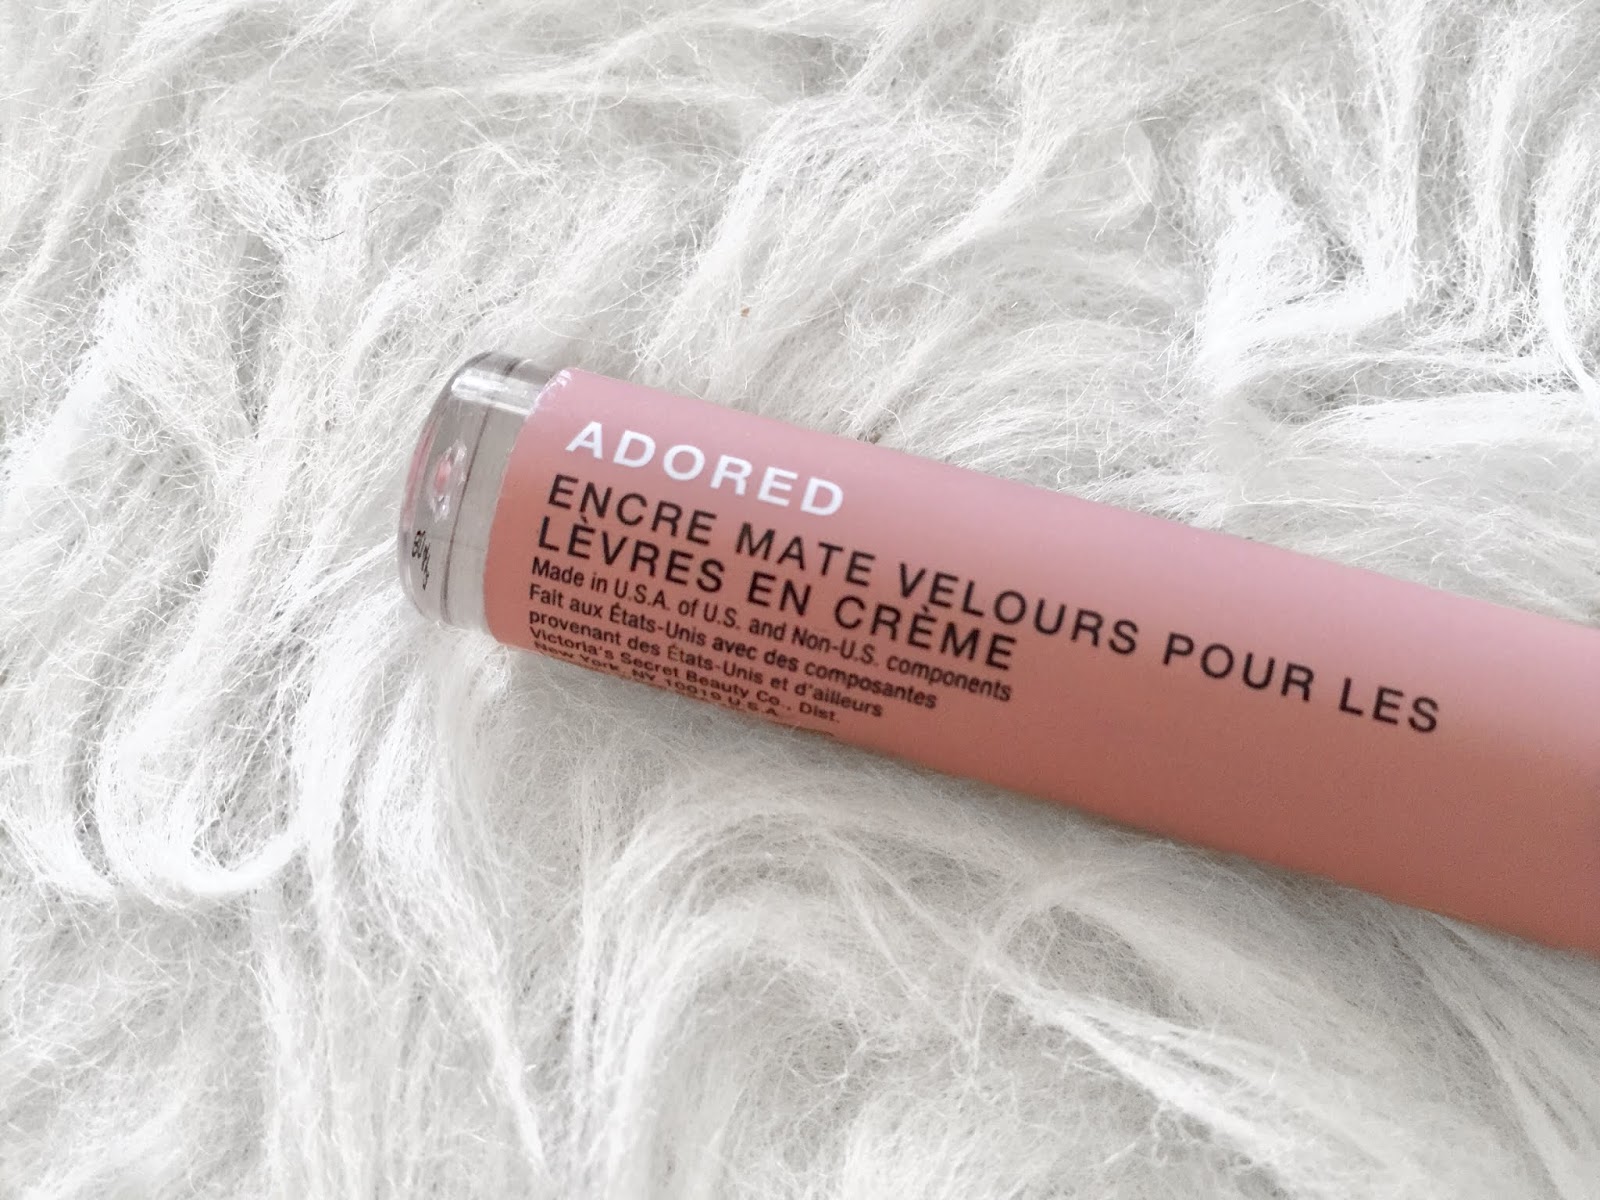 ADORED
ENCRE MATE VELOURS POUR LES
LÈVRES EN CRÈME
Made in U.S.A. of U.S. and Non-U.S. components
Fait aux États-Unis avec des composantes
provenant des États-Unis et d'ailleurs
Victoria's Secret Beauty Co., Dist.
New York, NY 10019 U.S.A.